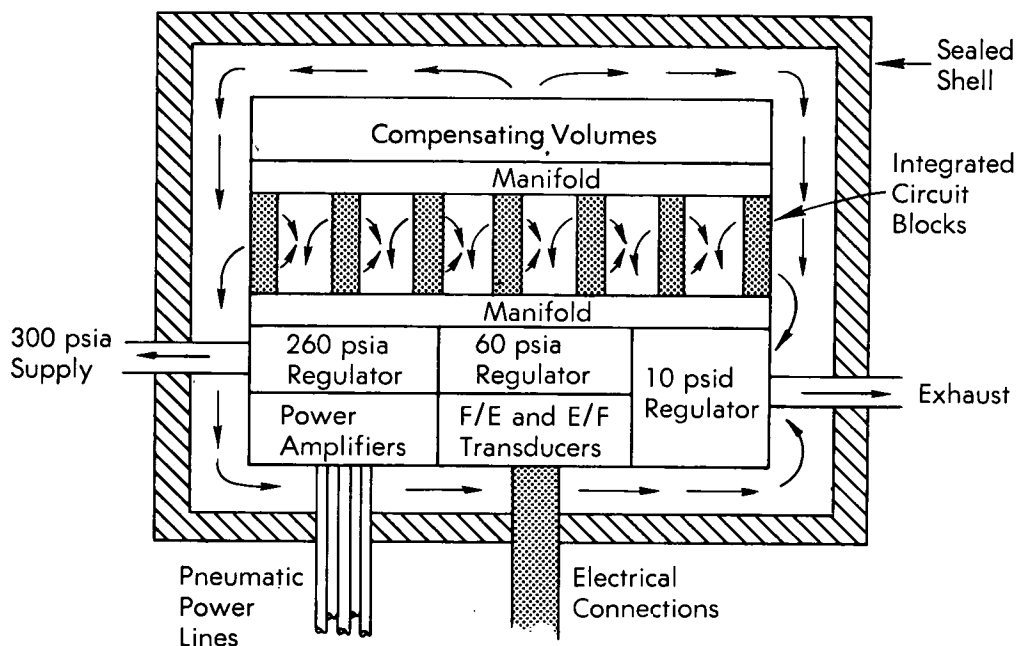 Sealed
Shell
Compensating Volumes
Manifold
Integrated
Circuit
Blocks
Manifold
300 psia
Supply
260 psia
Regulator
60 psia
Regulator
10 psid
Regulator
Exhaust
Power
Amplifiers
F/E and E/F
Transducers
Pneumatic
Power
Lines
Electrical
Connections